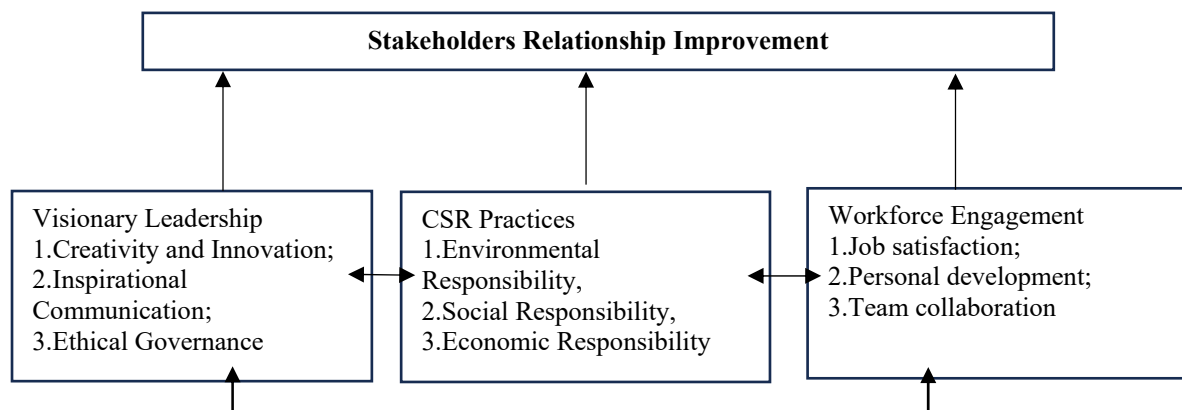 Stakeholders Relationship Improvement
Visionary Leadership
1.Creativity and Innovation;
2.Inspirational
Communication;
3.Ethical Governance
CSR Practices
1.Environmental
Responsibility,
2.Social Responsibility,
3.Economic Responsibility
Workforce Engagement
1.Job satisfaction;
2.Personal development;
3.Team collaboration